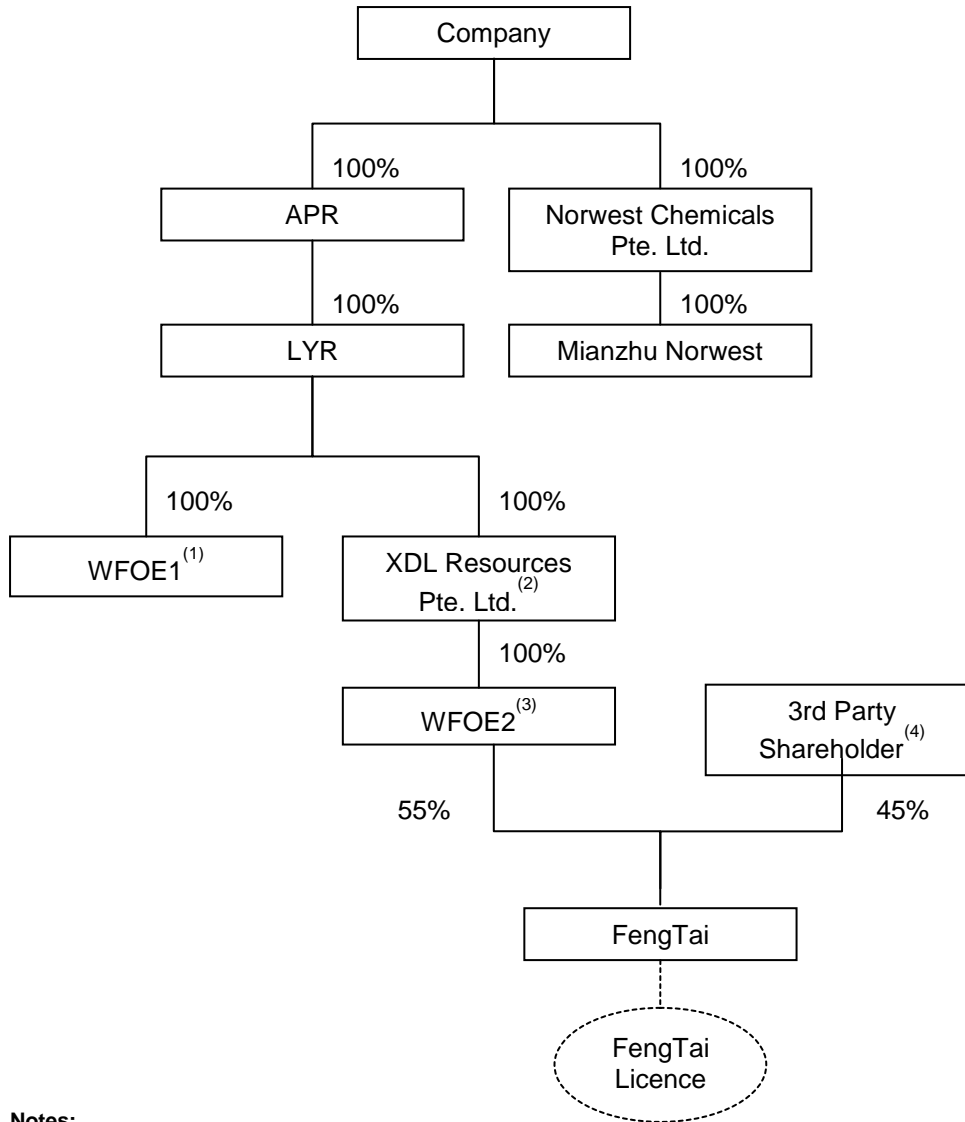 Company
100%
100%
APR
Norwest Chemicals
Pte. Ltd.
100%
100%
LYR
Mianzhu Norwest
100%
100%
WFOE1(1)
XDL Resources
Pte. Ltd.(2)
100%
WFOE2(3)
3rd Party
Shareholder(4)
55%
45%
FengTai
FengTai
Licence
Notes: